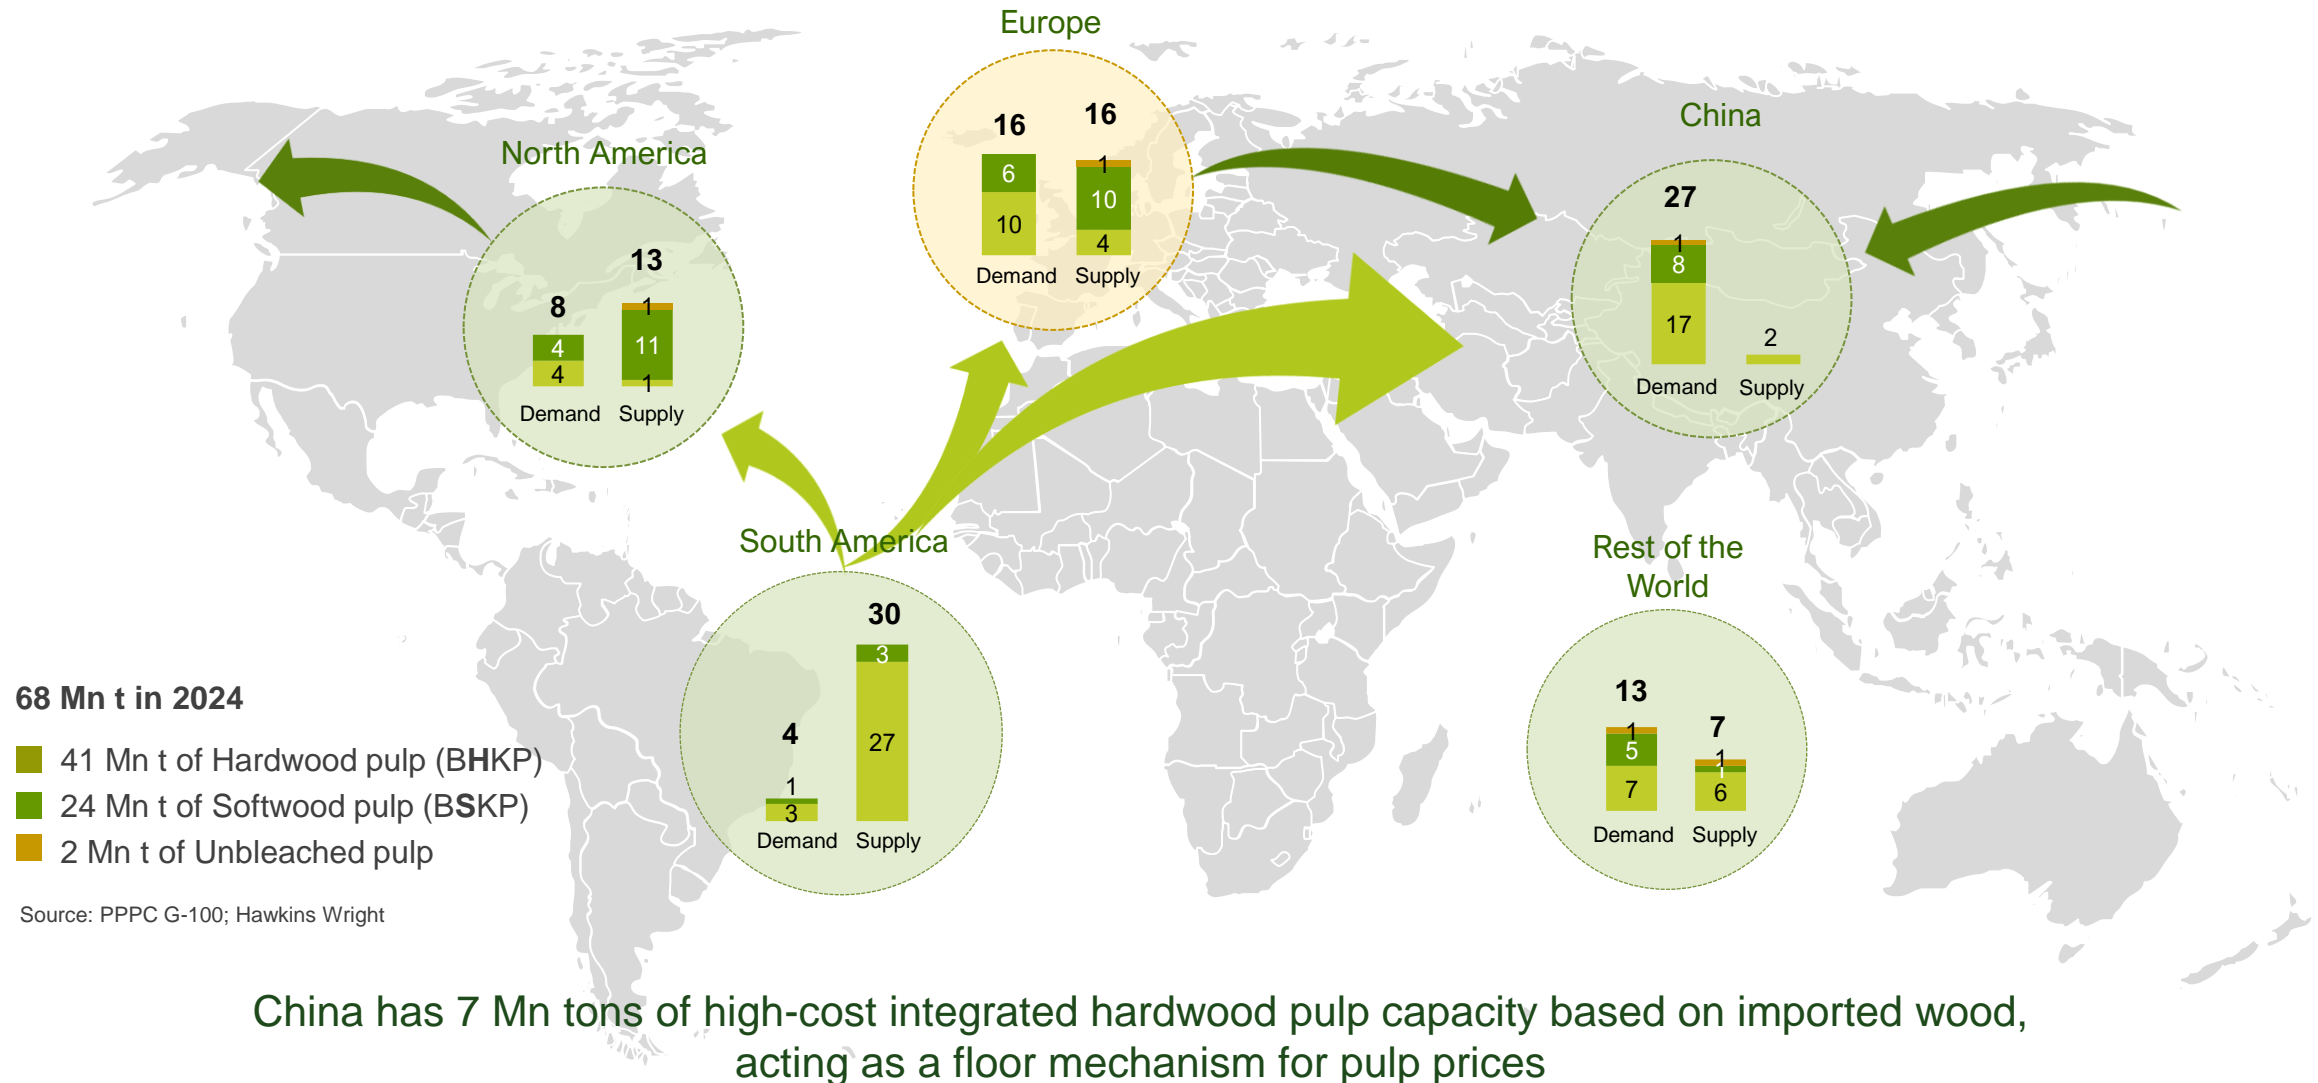 Europe
16
16
1
6
10
10
4
Demand
Supply
North America
13
8
1
4
11
4
1
Demand
Supply
China
27
1
8
17
2
Demand
Supply
South America
30
3
4
27
1
3
Demand
Supply
Rest of the
World
13
7
1
1
5
1
7
6
Demand
Supply
68 Mn t in 2024
41 Mn t of Hardwood pulp (BHKP)
24 Mn t of Softwood pulp (BSKP)
2 Mn t of Unbleached pulp
Source: PPPC G-100; Hawkins Wright
China has 7 Mn tons of high-cost integrated hardwood pulp capacity based on imported wood,
acting as a floor mechanism for pulp prices